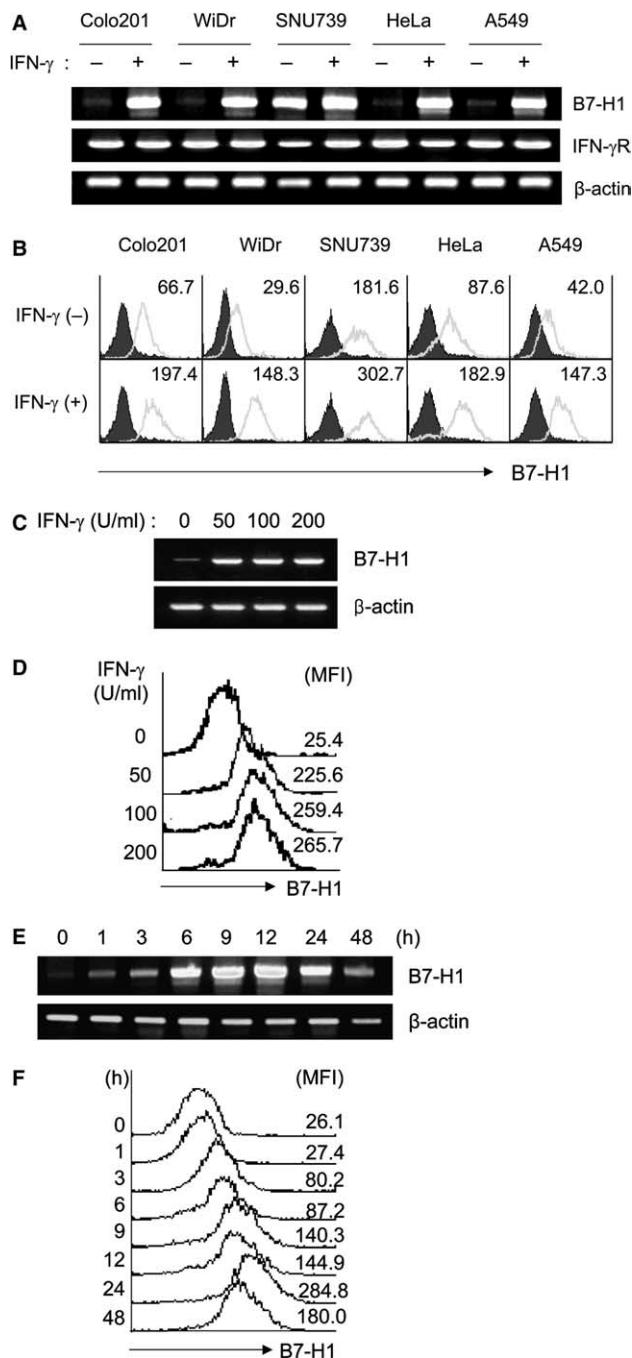 A
Colo201 WiDr SNU739 HeLa A549
IFN-γ : – + – + – + – + – +
B7-H1
IFN-γR
β-actin
B
Colo201 WiDr SNU739 HeLa A549
IFN-γ (–) 66.7 29.6 181.6 87.6 42.0
IFN-γ (+) 197.4 148.3 302.7 182.9 147.3
B7-H1
C
IFN-γ (U/ml) : 0 50 100 200
B7-H1
β-actin
D
IFN-γ (U/ml) (MFI)
0 25.4
50 225.6
100 259.4
200 265.7
B7-H1
E
0 1 3 6 9 12 24 48 (h)
B7-H1
β-actin
F
(h) (MFI)
0 26.1
1 27.4
3 80.2
6 87.2
9 140.3
12 144.9
24 284.8
48 180.0
B7-H1